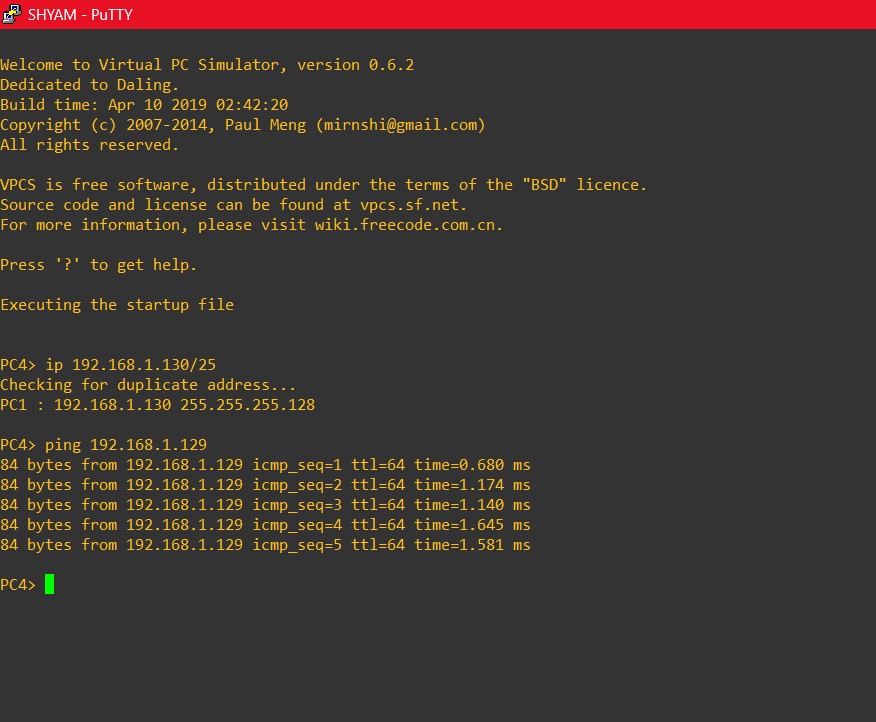 SHYAM - PuTTY
Welcome to Virtual PC Simulator, version 0.6.2
Dedicated to Daling.
Build time: Apr 10 2019 02:42:20
Copyright (c) 2007-2014, Paul Meng (mirnshi@gmail.com)
All rights reserved.
VPCS is free software, distributed under the terms of the "BSD" licence.
Source code and license can be found at vpcs.sf.net.
For more information, please visit wiki.freecode.com.cn.
Press '?' to get help.
Executing the startup file
PC4> ip 192.168.1.130/25
Checking for duplicate address...
PC1 : 192.168.1.130 255.255.255.128
PC4> ping 192.168.1.129
84 bytes from 192.168.1.129 icmp_seq=1 ttl=64 time=0.680 ms
84 bytes from 192.168.1.129 icmp_seq=2 ttl=64 time=1.174 ms
84 bytes from 192.168.1.129 icmp_seq=3 ttl=64 time=1.140 ms
84 bytes from 192.168.1.129 icmp_seq=4 ttl=64 time=1.645 ms
84 bytes from 192.168.1.129 icmp_seq=5 ttl=64 time=1.581 ms
PC4>